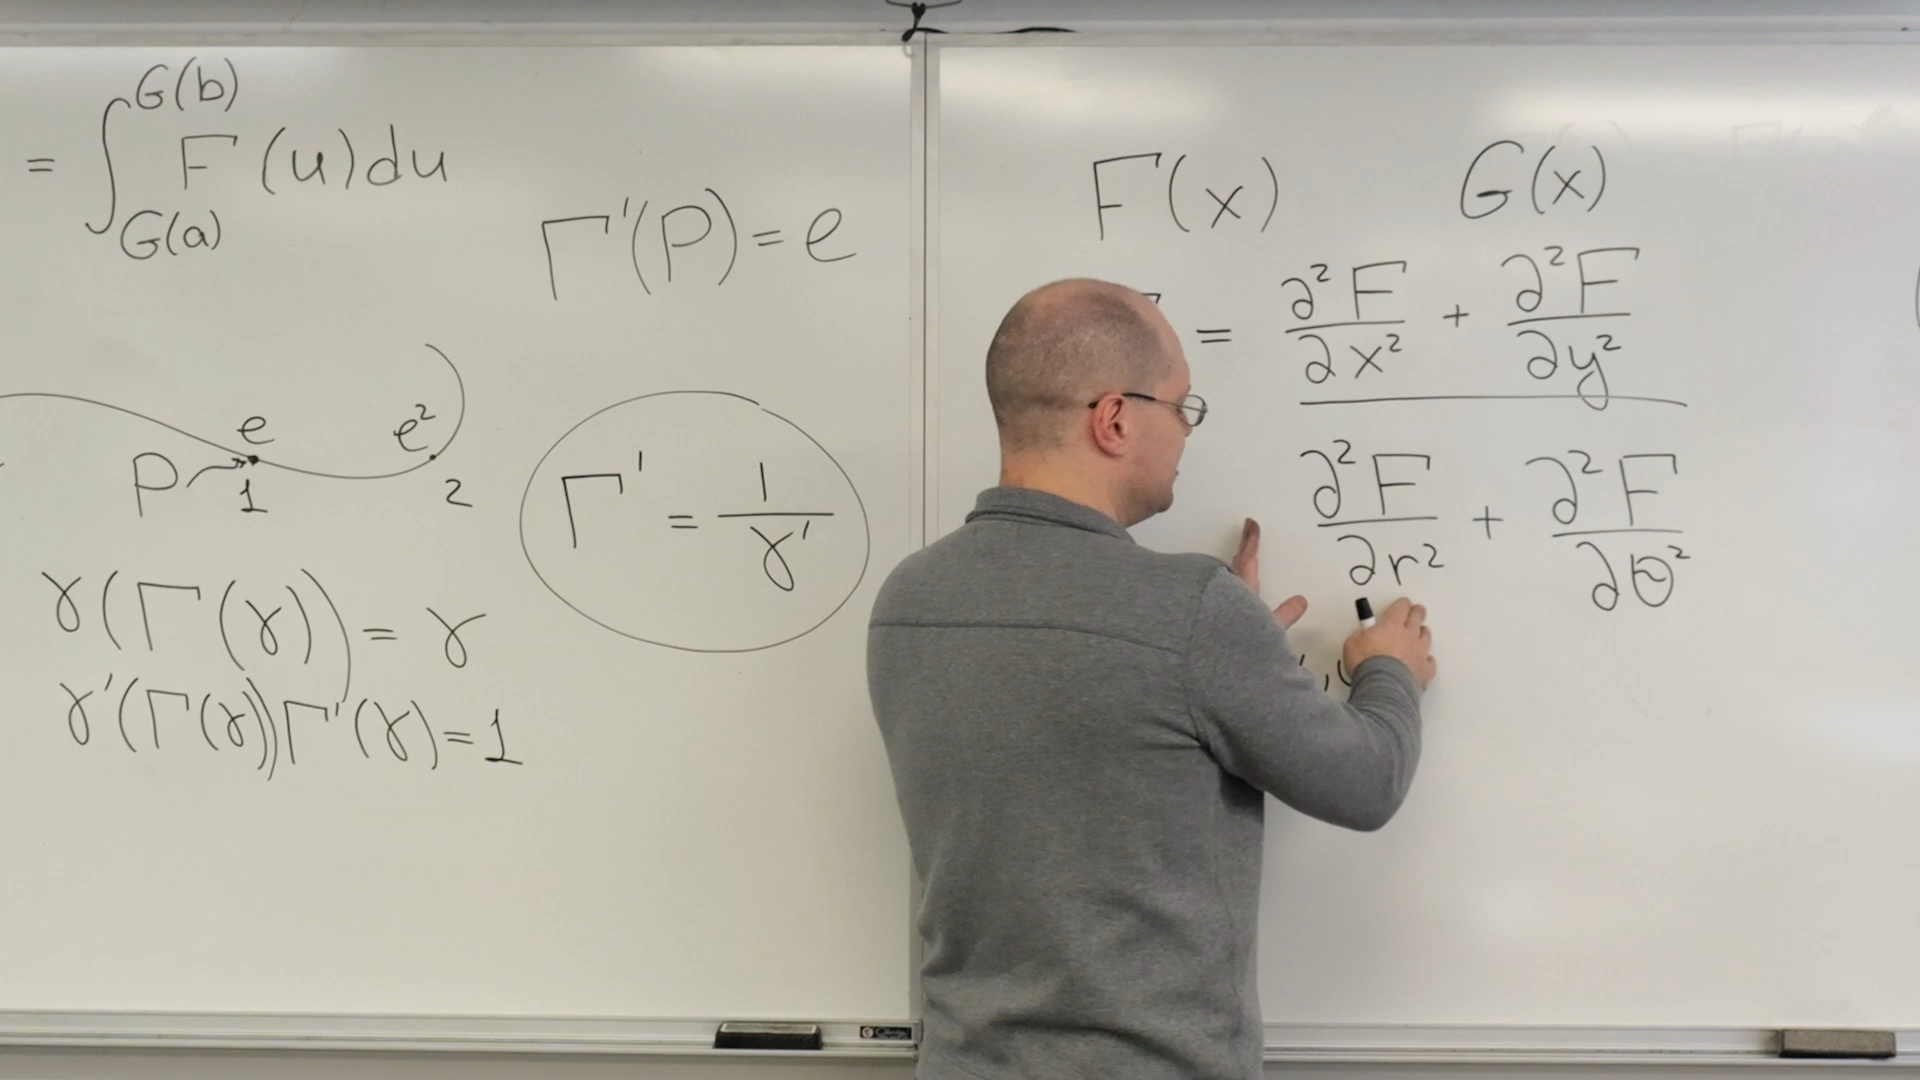 = ∫_{G(a)}^{G(b)} F(u)du
Γ'(P)=e
e
e²
P
1
2
Γ' = 1/γ'
γ(Γ(γ)) = γ
γ'(Γ(γ))Γ'(γ)=1
F(x) G(x)
= ∂²F/∂x² + ∂²F/∂y²
∂²F/∂r² + ∂²F/∂θ²